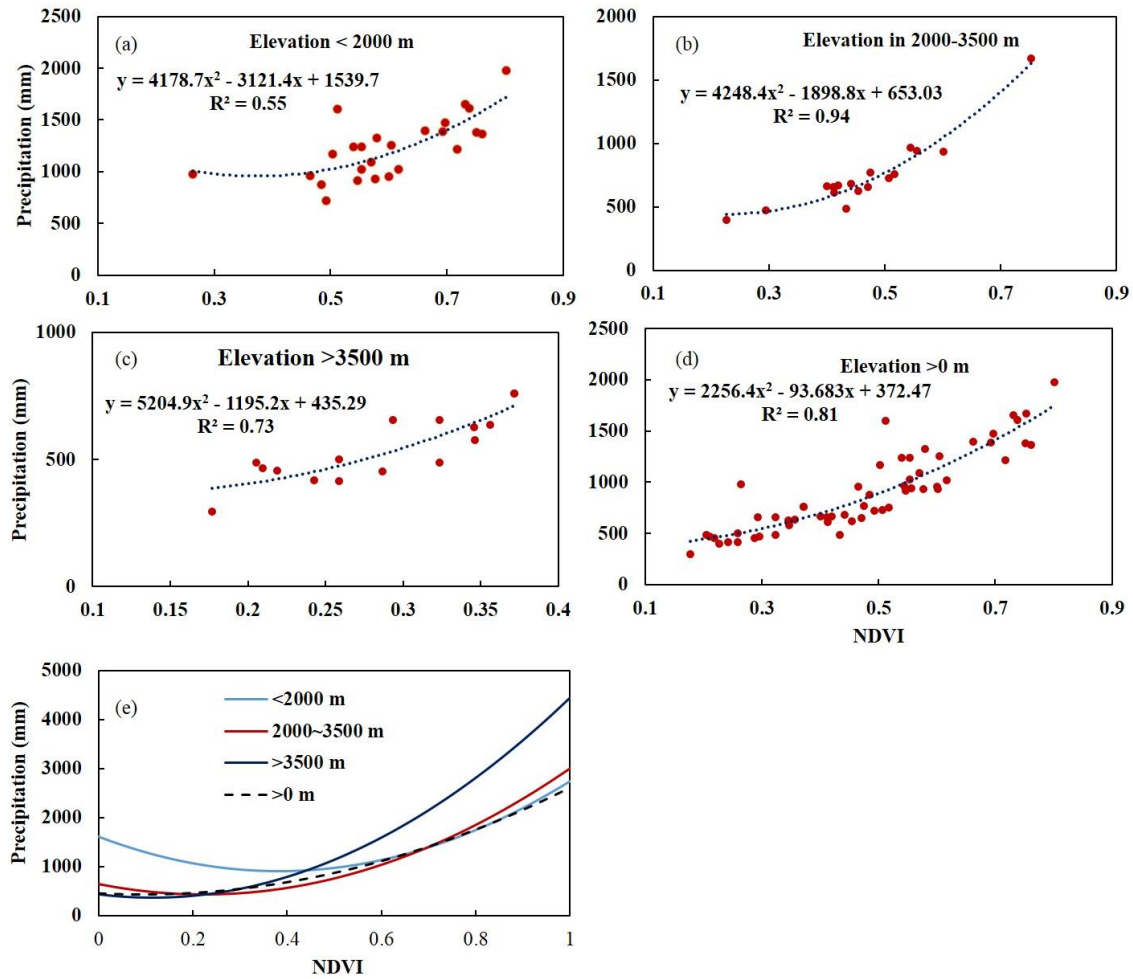 (a)
Elevation < 2000 m
y = 4178.7x² - 3121.4x + 1539.7
R² = 0.55
Precipitation (mm)
2500
2000
1500
1000
500
0
0.1 0.3 0.5 0.7 0.9
(b)
Elevation in 2000-3500 m
y = 4248.4x² - 1898.8x + 653.03
R² = 0.94
2000
1500
1000
500
0
0.1 0.3 0.5 0.7 0.9
(c)
Elevation >3500 m
y = 5204.9x² - 1195.2x + 435.29
R² = 0.73
Precipitation (mm)
1000
500
0
0.1 0.15 0.2 0.25 0.3 0.35 0.4
(d)
Elevation >0 m
y = 2256.4x² - 93.683x + 372.47
R² = 0.81
2500
2000
1500
1000
500
0
0.1 0.3 0.5 0.7 0.9
NDVI
(e)
<2000 m
2000~3500 m
>3500 m
>0 m
Precipitation (mm)
5000
4000
3000
2000
1000
0
0 0.2 0.4 0.6 0.8 1
NDVI